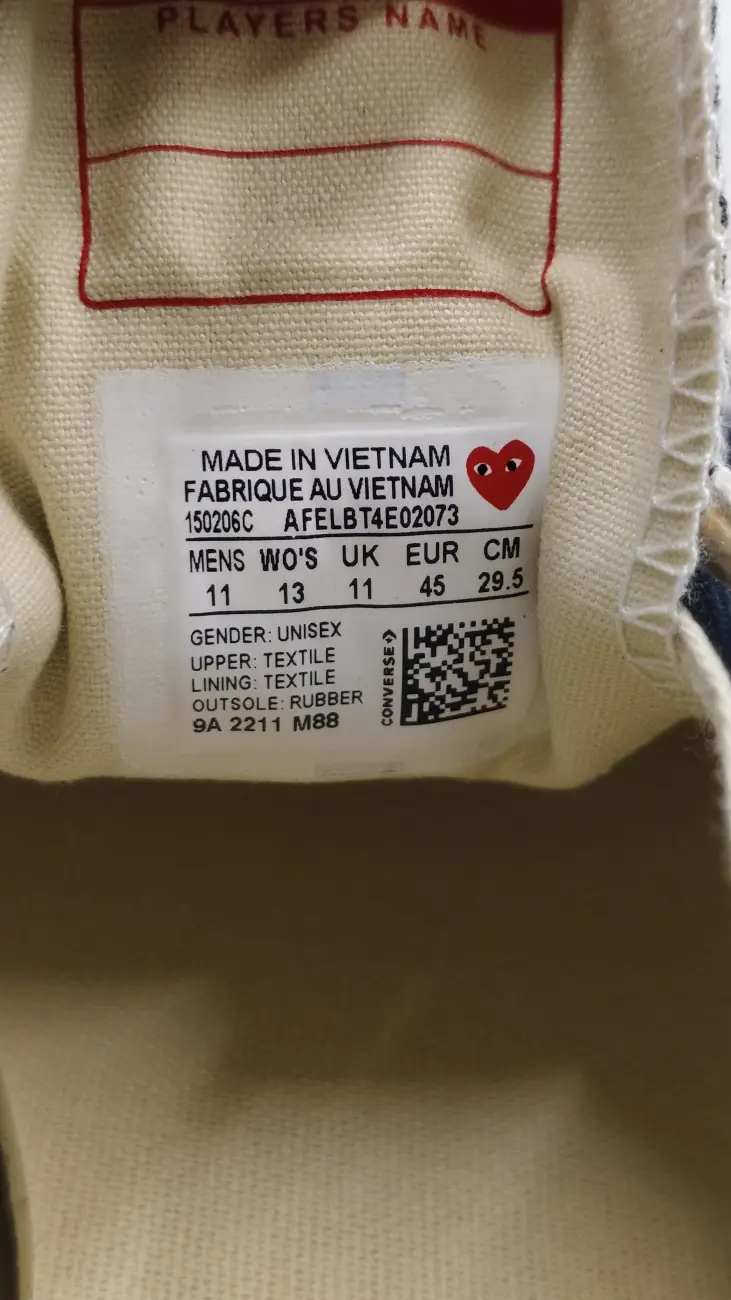 PLAYERS NAME
MADE IN VIETNAM
FABRIQUE AU VIETNAM
150206C AFELBT4E02073
MENS WO'S UK EUR CM
11 13 11 45 29.5
GENDER: UNISEX
UPPER: TEXTILE
LINING: TEXTILE
OUTSOLE: RUBBER
9A 2211 M88
CONVERSE